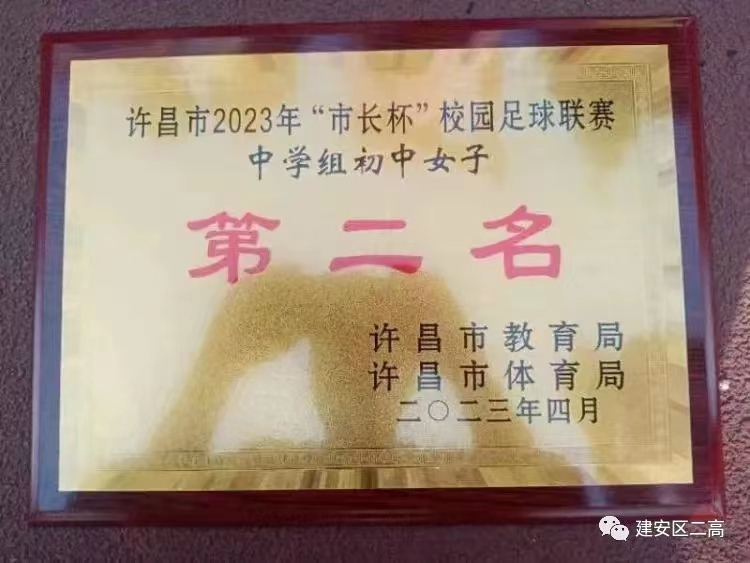 许昌市2023年“市长杯”校园足球联赛
中学组初中女子
第二名
许昌市教育局
许昌市体育局
二〇二三年四月
建安区二高